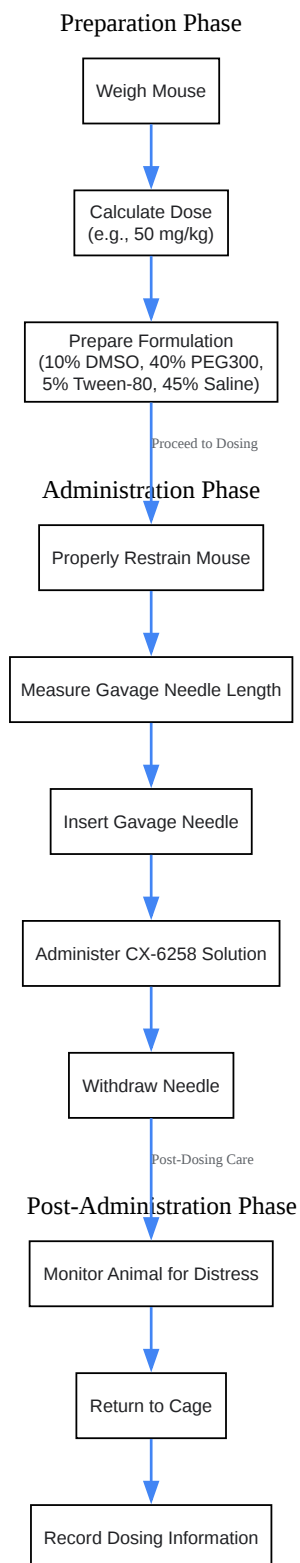 Preparation Phase
Weigh Mouse
Calculate Dose
(e.g., 50 mg/kg)
Prepare Formulation
(10% DMSO, 40% PEG300,
5% Tween-80, 45% Saline)
Proceed to Dosing
Administration Phase
Properly Restrain Mouse
Measure Gavage Needle Length
Insert Gavage Needle
Administer CX-6258 Solution
Withdraw Needle
Post-Dosing Care
Post-Administration Phase
Monitor Animal for Distress
Return to Cage
Record Dosing Information